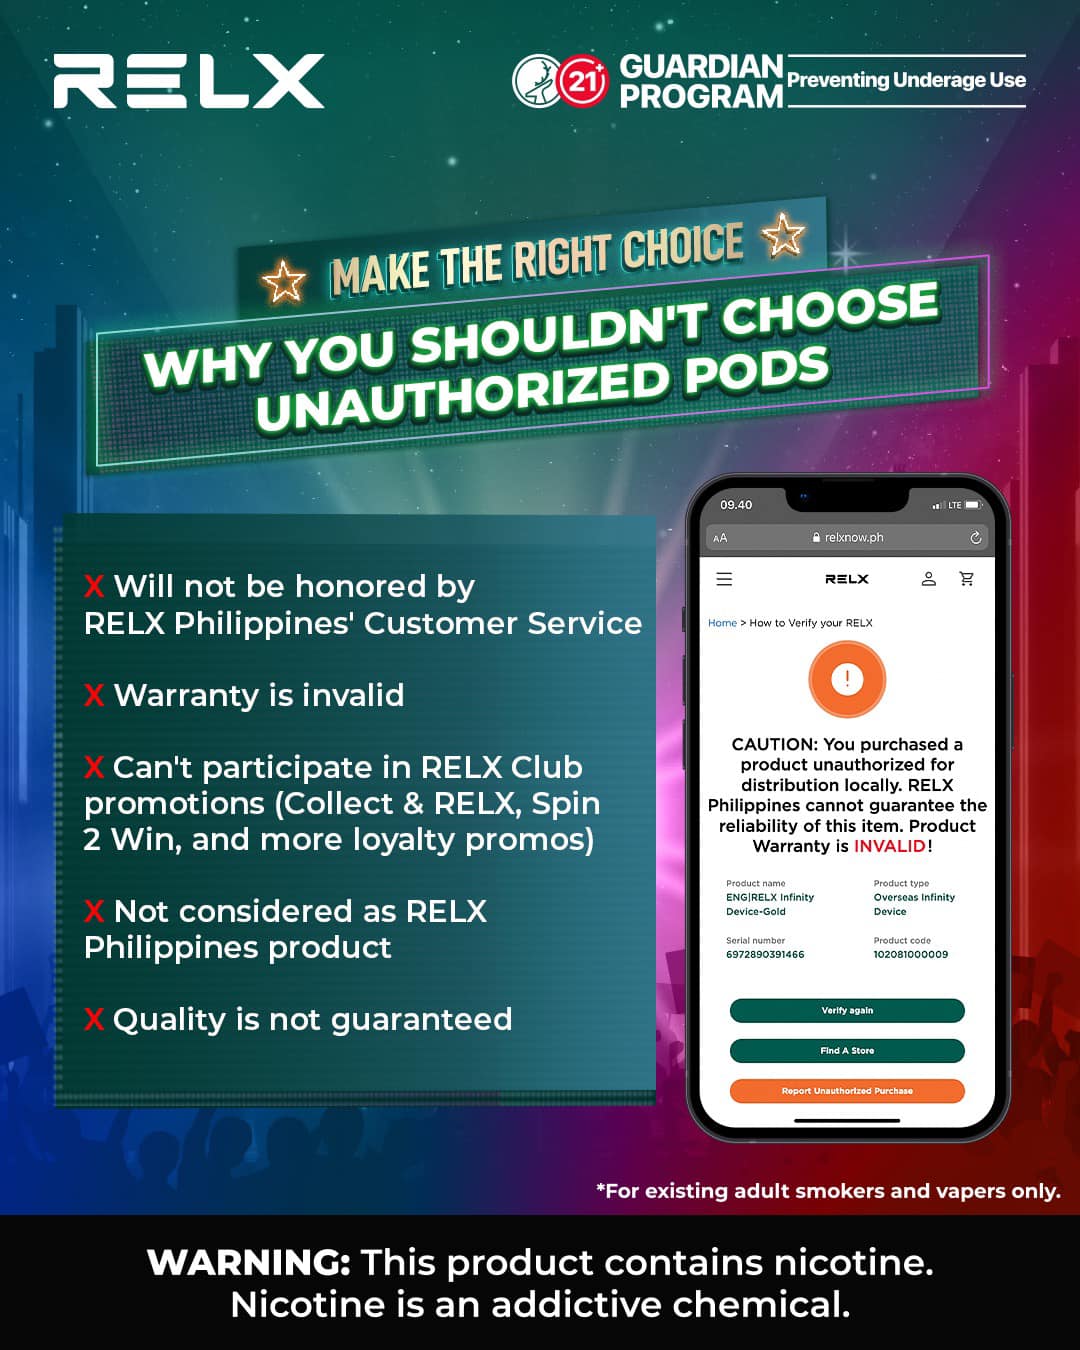 RELX
21+
GUARDIAN
PROGRAM
Preventing Underage Use
MAKE THE RIGHT CHOICE
WHY YOU SHOULDN'T CHOOSE
UNAUTHORIZED PODS
X Will not be honored by
RELX Philippines' Customer Service
X Warranty is invalid
X Can't participate in RELX Club
promotions (Collect & RELX, Spin
2 Win, and more loyalty promos)
X Not considered as RELX
Philippines product
X Quality is not guaranteed
09.40
LTE
AA
relxnow.ph
RELX
Home > How to Verify your RELX
!
CAUTION: You purchased a
product unauthorized for
distribution locally. RELX
Philippines cannot guarantee the
reliability of this item. Product
Warranty is INVALID!
Product name
ENG|RELX Infinity
Device-Gold
Product type
Overseas Infinity
Device
Serial number
6972890391466
Product code
102081000009
Verify again
Find A Store
Report Unauthorized Purchase
*For existing adult smokers and vapers only.
WARNING: This product contains nicotine.
Nicotine is an addictive chemical.